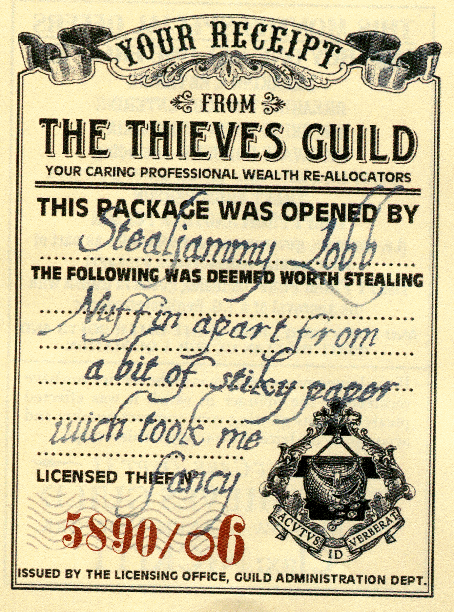 YOUR RECEIPT
FROM
THE THIEVES GUILD
YOUR CARING PROFESSIONAL WEALTH RE-ALLOCATORS
THIS PACKAGE WAS OPENED BY
Stealjammy Jobb
THE FOLLOWING WAS DEEMED WORTH STEALING
Nuffin apart from
a bit of stiky paper
wich took me
fancy
LICENSED THIEF Nº
5890/06
ACVTVS ID VERBERAT
ISSUED BY THE LICENSING OFFICE, GUILD ADMINISTRATION DEPT.